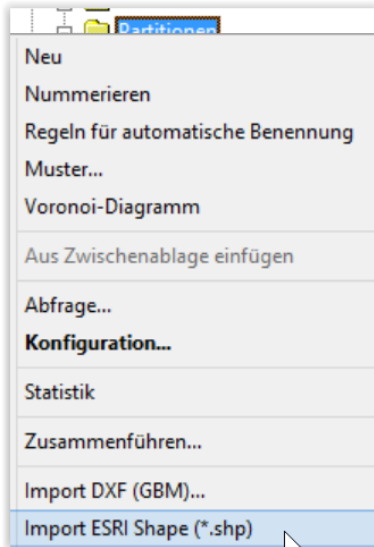 Partitionen
Neu
Nummerieren
Regeln für automatische Benennung
Muster...
Voronoi-Diagramm
Aus Zwischenablage einfügen
Abfrage...
Konfiguration...
Statistik
Zusammenführen...
Import DXF (GBM)...
Import ESRI Shape (*.shp)